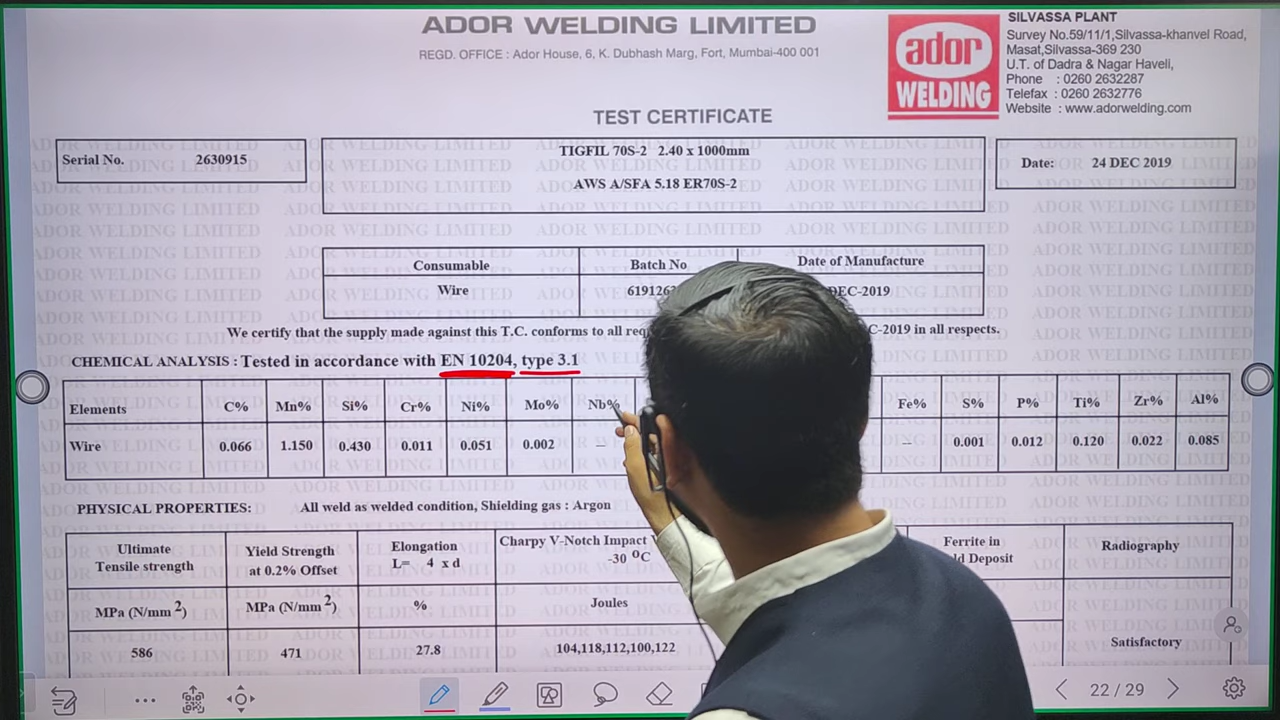 ADOR WELDING LIMITED
REGD. OFFICE : Ador House, 6, K. Dubhash Marg, Fort, Mumbai-400 001
ador
WELDING
SILVASSA PLANT
Survey No.59/11/1,Silvassa-khanvel Road,
Masat,Silvassa-369 230
U.T. of Dadra & Nagar Haveli,
Phone : 0260 2632287
Telefax : 0260 2632776
Website : www.adorwelding.com
TEST CERTIFICATE
Serial No. 2630915
TIGFIL 70S-2 2.40 x 1000mm
AWS A/SFA 5.18 ER70S-2
Date: 24 DEC 2019
Consumable Batch No Date of Manufacture
Wire DEC-2019
We certify that the supply made against this T.C. conforms to all C-2019 in all respects.
CHEMICAL ANALYSIS : Tested in accordance with EN 10204, type 3.1
Elements C% Mn% Si% Cr% Ni% Mo% Nb% Fe% S% P% Ti% Zr% Al%
Wire 0.066 1.150 0.430 0.011 0.051 0.002 – – 0.001 0.012 0.120 0.022 0.085
PHYSICAL PROPERTIES: All weld as welded condition, Shielding gas : Argon
Ultimate Tensile strength
Yield Strength at 0.2% Offset
Elongation L= 4 x d
Charpy V-Notch Impact
-30 °C
Ferrite in
Deposit
Radiography
MPa (N/mm²) MPa (N/mm²) % Joules
586 471 27.8 104,118,112,100,122 Satisfactory
22 / 29